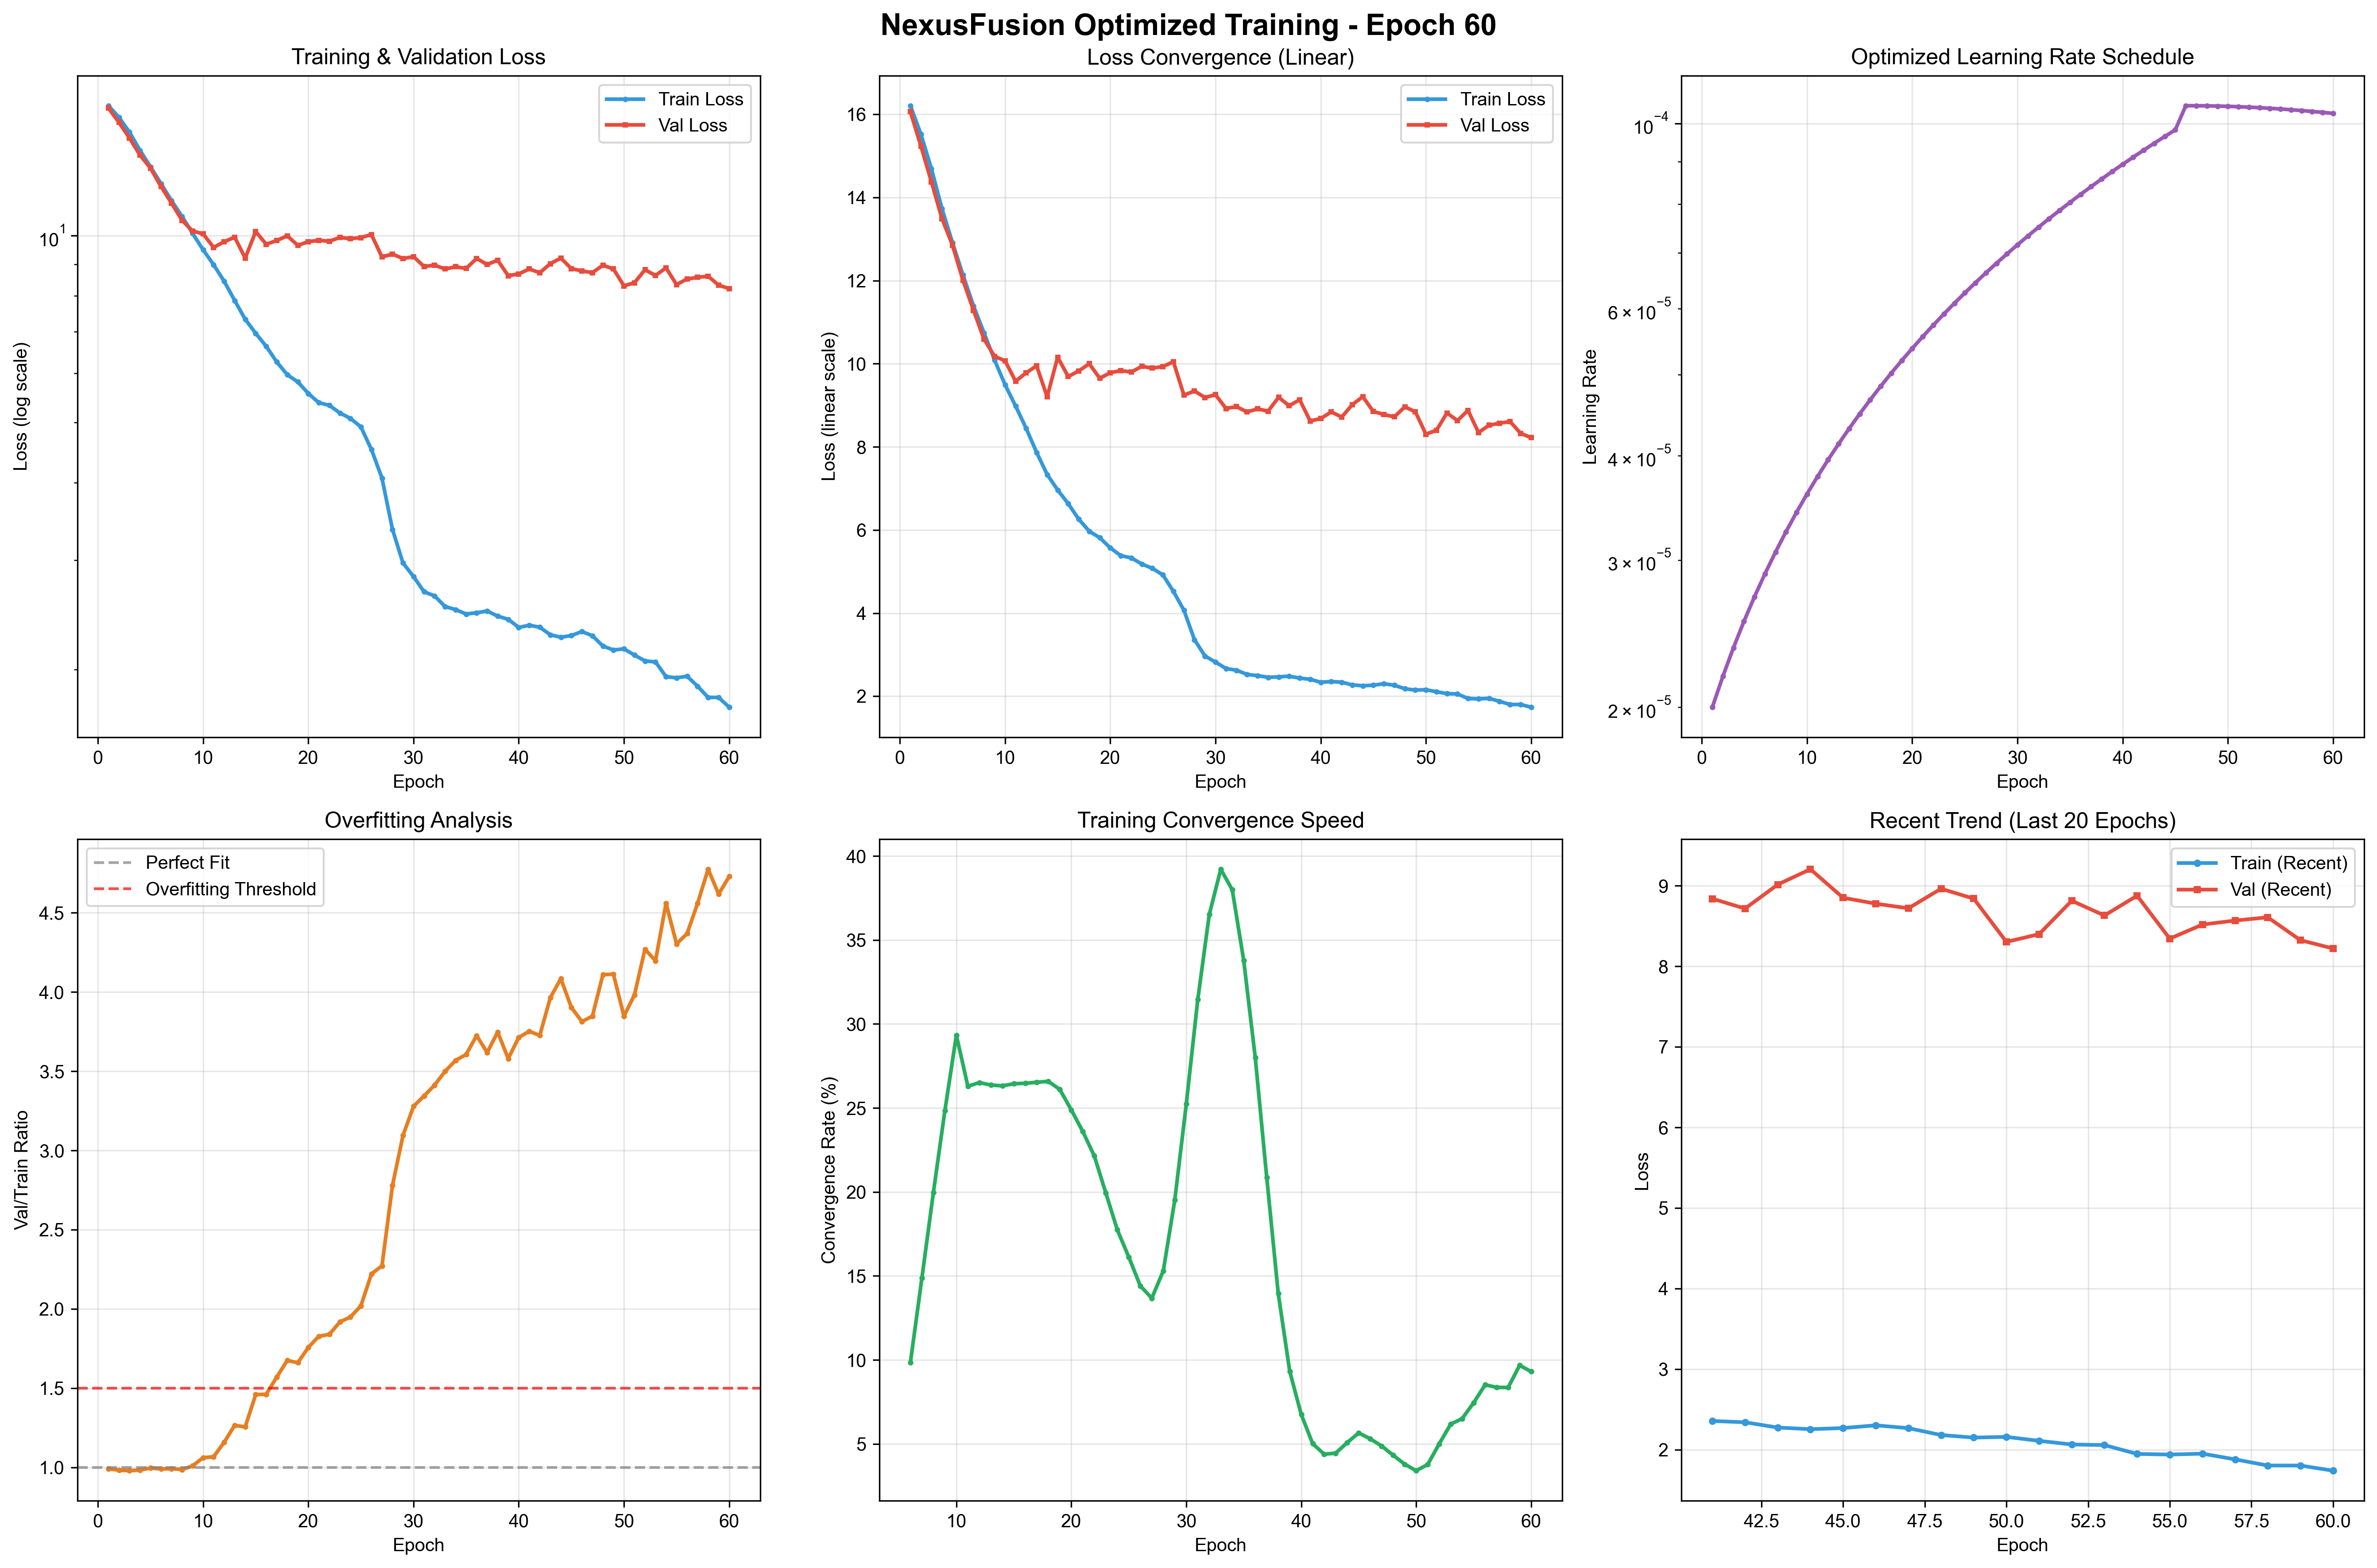 NexusFusion Optimized Training - Epoch 60
Training & Validation Loss
Train Loss
Val Loss
10¹
Loss (log scale)
0 10 20 30 40 50 60
Epoch
Loss Convergence (Linear)
Train Loss
Val Loss
16
14
12
10
8
6
4
2
Loss (linear scale)
0 10 20 30 40 50 60
Epoch
Optimized Learning Rate Schedule
10⁻⁴
6 × 10⁻⁵
4 × 10⁻⁵
3 × 10⁻⁵
2 × 10⁻⁵
Learning Rate
0 10 20 30 40 50 60
Epoch
Overfitting Analysis
Perfect Fit
Overfitting Threshold
4.5
4.0
3.5
3.0
2.5
2.0
1.5
1.0
Val/Train Ratio
0 10 20 30 40 50 60
Epoch
Training Convergence Speed
40
35
30
25
20
15
10
5
Convergence Rate (%)
10 20 30 40 50 60
Epoch
Recent Trend (Last 20 Epochs)
Train (Recent)
Val (Recent)
9
8
7
6
5
4
3
2
Loss
42.5 45.0 47.5 50.0 52.5 55.0 57.5 60.0
Epoch